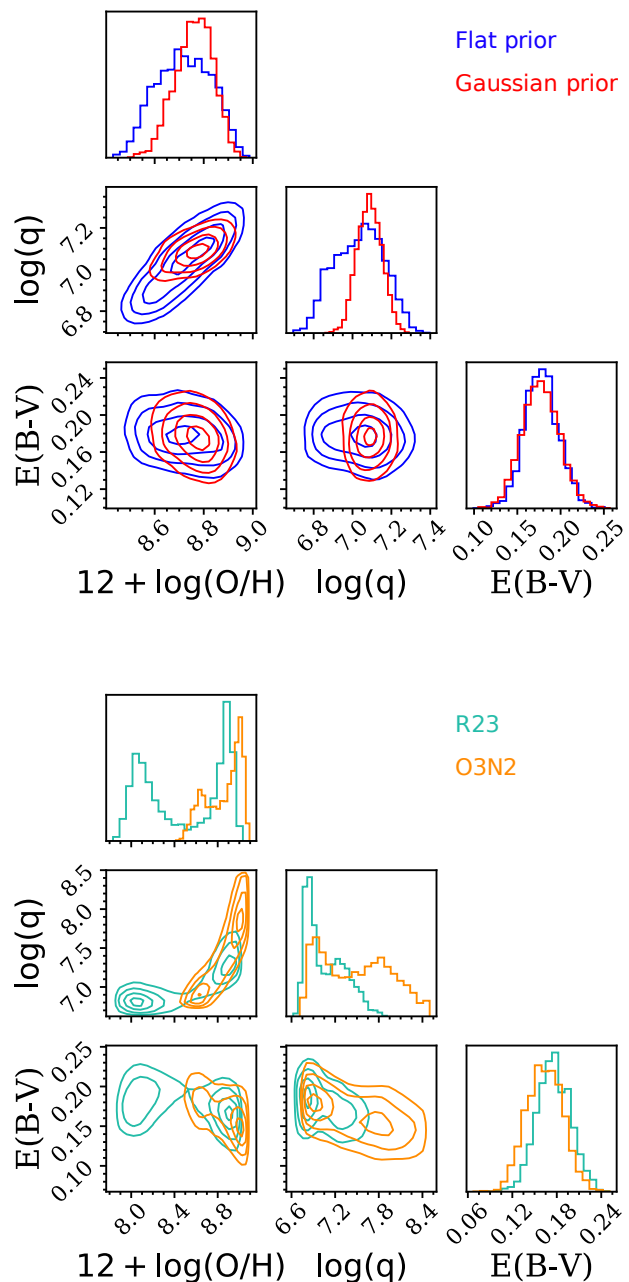 Flat prior
Gaussian prior
log(q)
7.2
7.0
6.8
E(B-V)
0.24
0.20
0.16
0.12
8.6 8.8 9.0 7.0 7.2 7.4 0.10 0.15 0.20 0.25
12 + log(O/H) log(q) E(B-V)
R23
O3N2
log(q)
8.5
8.0
7.5
7.0
E(B-V)
0.25
0.20
0.15
0.10
8.0 8.4 8.8 6.6 7.2 7.8 8.4 0.06 0.12 0.18 0.24
12 + log(O/H) log(q) E(B-V)